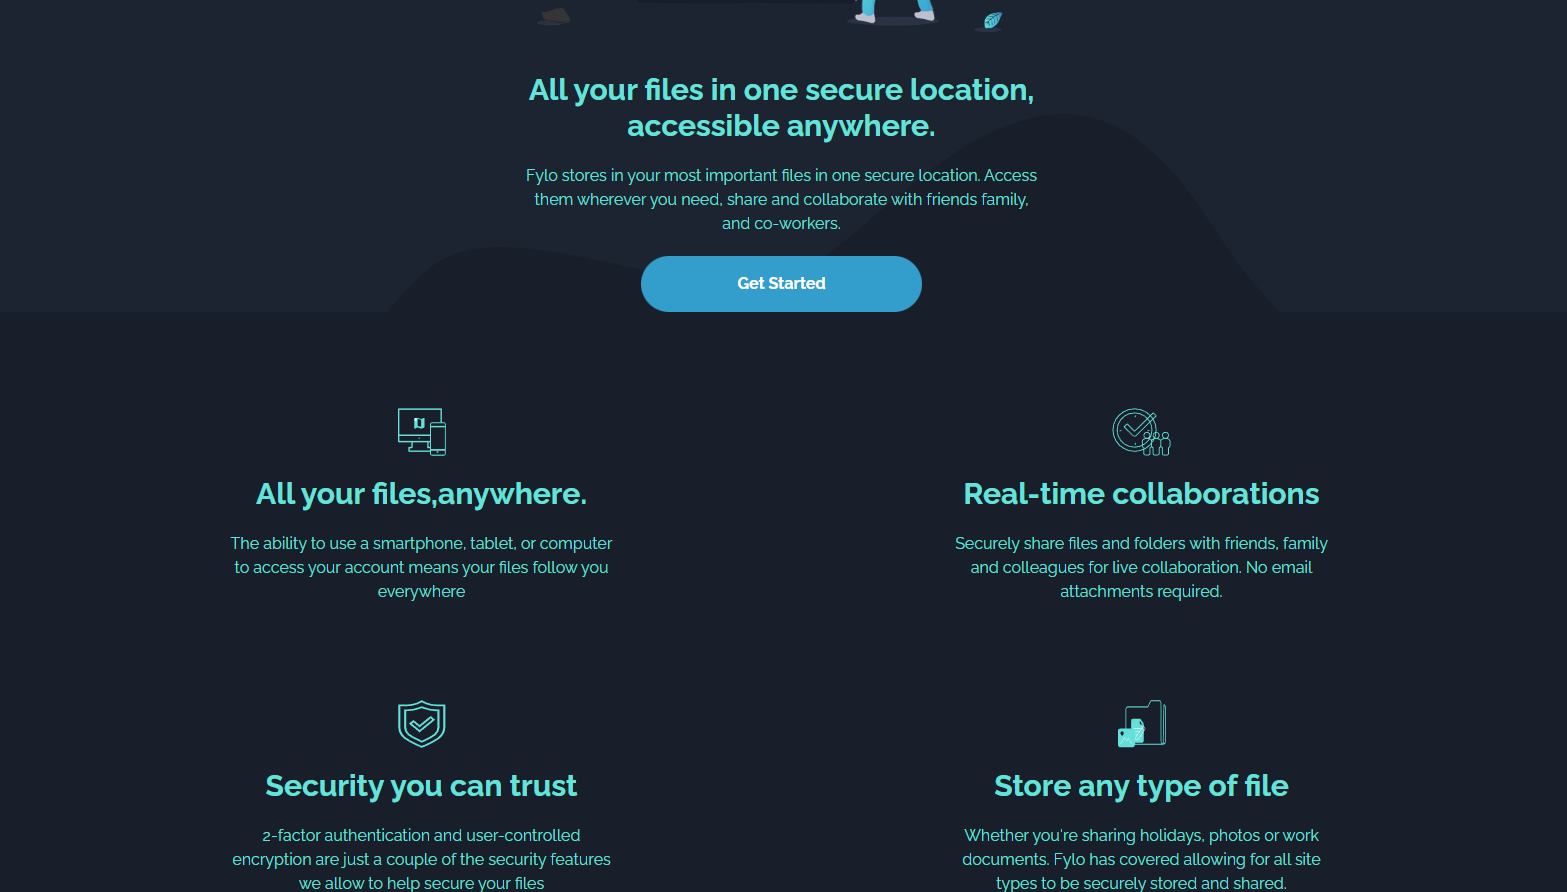 All your files in one secure location,
accessible anywhere.
Fylo stores in your most important files in one secure location. Access
them wherever you need, share and collaborate with friends family,
and co-workers.
Get Started
All your files,anywhere.
The ability to use a smartphone, tablet, or computer
to access your account means your files follow you
everywhere
Real-time collaborations
Securely share files and folders with friends, family
and colleagues for live collaboration. No email
attachments required.
Security you can trust
2-factor authentication and user-controlled
encryption are just a couple of the security features
we allow to help secure your files
Store any type of file
Whether you're sharing holidays, photos or work
documents. Fylo has covered allowing for all site
types to be securely stored and shared.